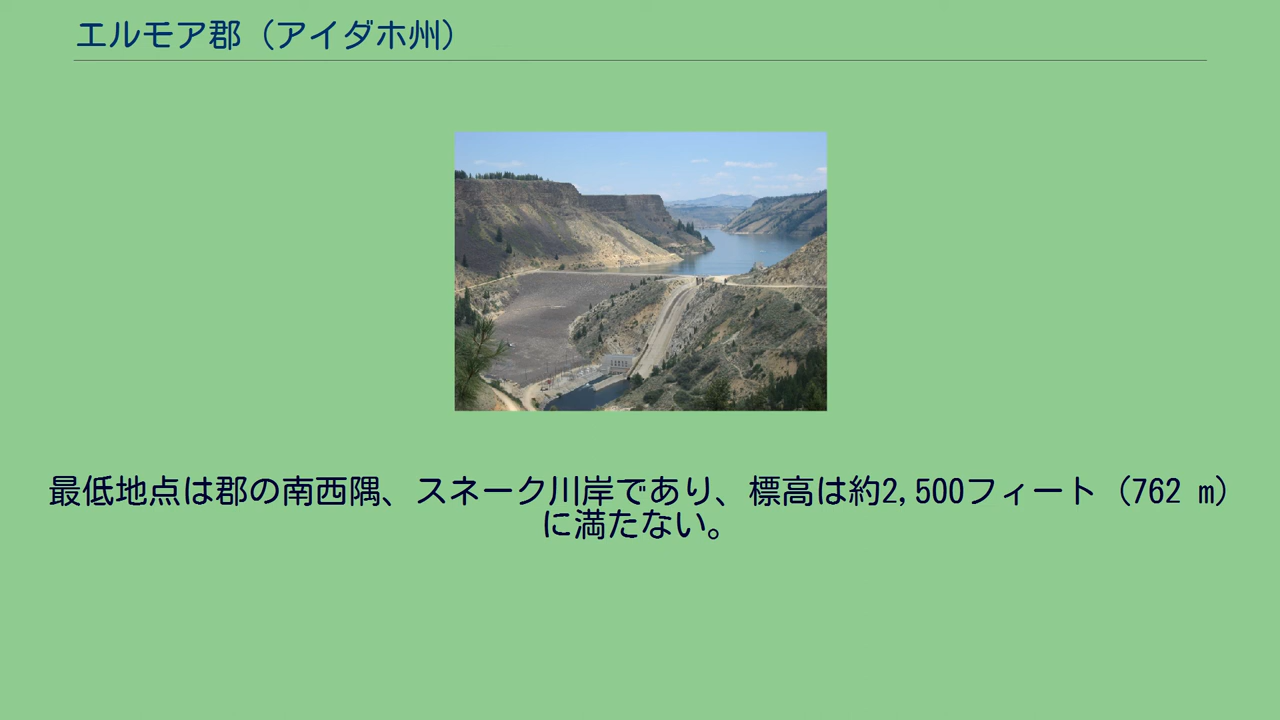 エルモア郡（アイダホ州）
最低地点は郡の南西隅、スネーク川岸であり、標高は約2,500フィート（762 m）
に満たない。